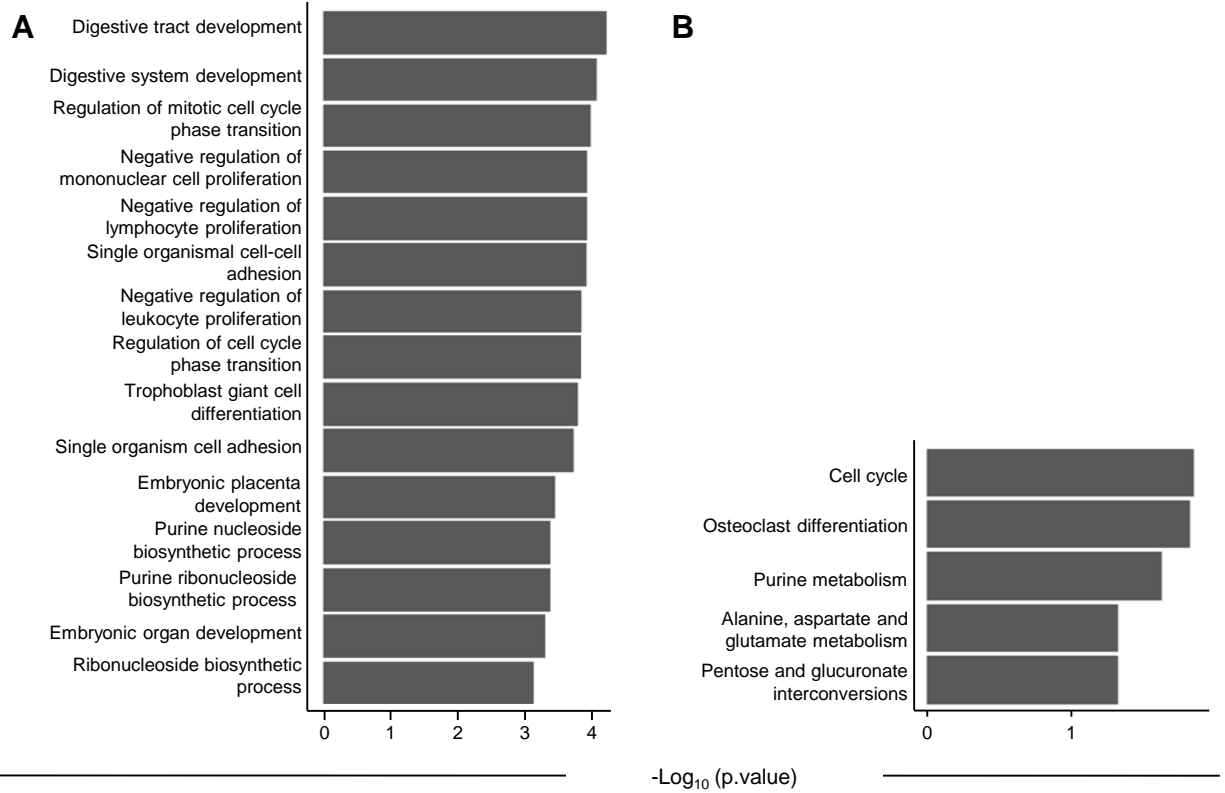 A
Digestive tract development
Digestive system development
Regulation of mitotic cell cycle
phase transition
Negative regulation of
mononuclear cell proliferation
Negative regulation of
lymphocyte proliferation
Single organismal cell-cell
adhesion
Negative regulation of
leukocyte proliferation
Regulation of cell cycle
phase transition
Trophoblast giant cell
differentiation
Single organism cell adhesion
Embryonic placenta
development
Purine nucleoside
biosynthetic process
Purine ribonucleoside
biosynthetic process
Embryonic organ development
Ribonucleoside biosynthetic
process
0 1 2 3 4
B
Cell cycle
Osteoclast differentiation
Purine metabolism
Alanine, aspartate and
glutamate metabolism
Pentose and glucuronate
interconversions
0 1
-Log₁₀ (p.value)